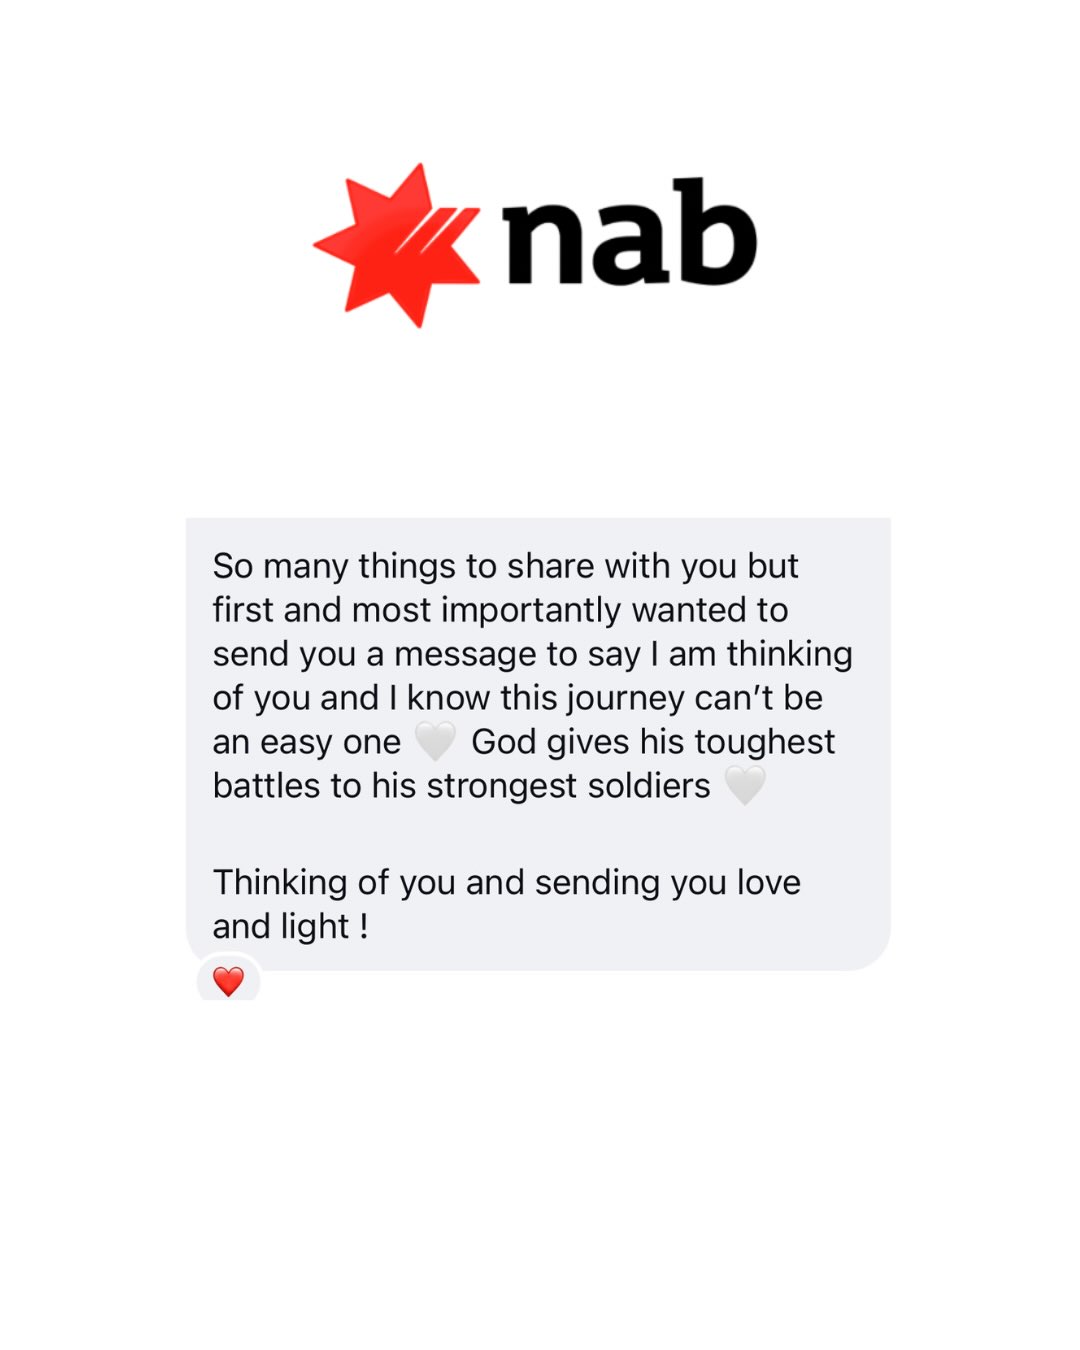 nab
So many things to share with you but
first and most importantly wanted to
send you a message to say I am thinking
of you and I know this journey can’t be
an easy one 🤍 God gives his toughest
battles to his strongest soldiers 🤍
Thinking of you and sending you love
and light !
❤️